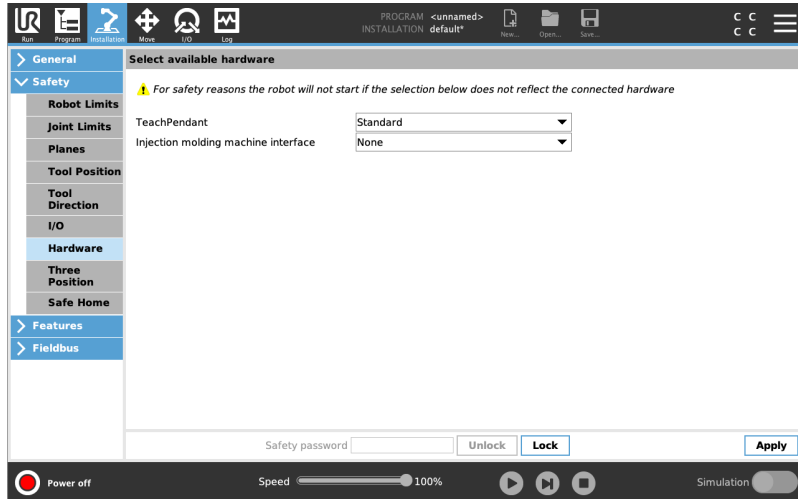 UR
Run
Program
Installation
Move
I/O
Log
PROGRAM <unnamed>
INSTALLATION default*
New...
Open...
Save...
C C
C C
General
Safety
Robot Limits
Joint Limits
Planes
Tool Position
Tool
Direction
I/O
Hardware
Three
Position
Safe Home
Features
Fieldbus
Select available hardware
For safety reasons the robot will not start if the selection below does not reflect the connected hardware
TeachPendant Standard
Injection molding machine interface None
Safety password Unlock Lock Apply
Power off Speed 100% Simulation